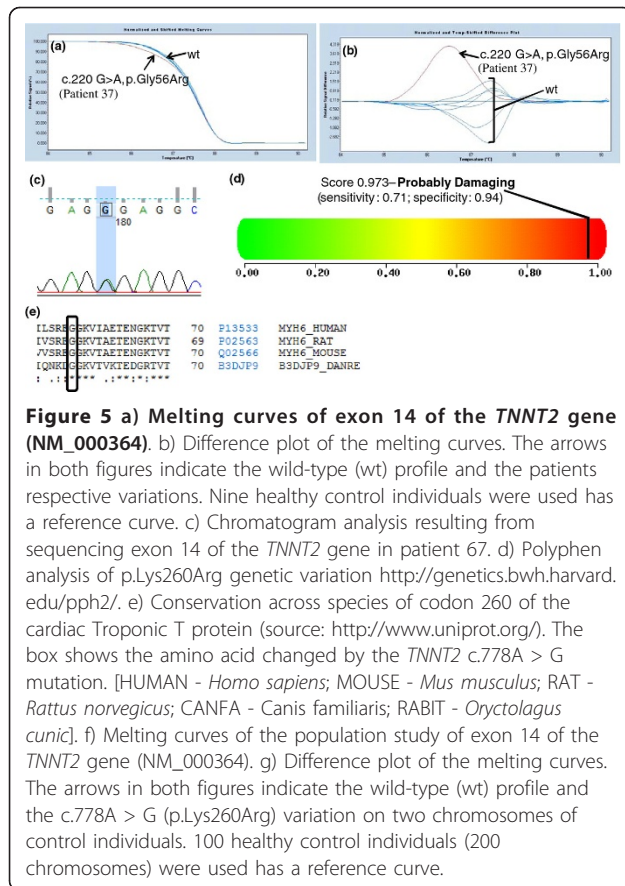 Normalized and Shifted Melting Curves
(a)
wt
c.220 G>A, p.Gly56Arg
(Patient 37)
Temperature (°C)
Normalized and Temp-Shifted Difference Plot
(b)
c.220 G>A, p.Gly56Arg
(Patient 37)
wt
Temperature (°C)
(c)
G A G G G A G G C
180
(d)
Score 0.973–Probably Damaging
(sensitivity: 0.71; specificity: 0.94)
0.00 0.20 0.40 0.60 0.80 1.00
(e)
ILSREGGKVIAETENGKTVT 70 P13533 MYH6_HUMAN
IVSREGGKVTAETENGKTVT 69 P02563 MYH6_RAT
VVSREGGKVTAETENGKTVT 70 Q02566 MYH6_MOUSE
IQNKDGGKVTVKTEDGRTVT 70 B3DJP9 B3DJP9_DANRE
: .:**** .:**:*:***
Figure 5 a) Melting curves of exon 14 of the TNNT2 gene
(NM_000364). b) Difference plot of the melting curves. The arrows
in both figures indicate the wild-type (wt) profile and the patients
respective variations. Nine healthy control individuals were used has
a reference curve. c) Chromatogram analysis resulting from
sequencing exon 14 of the TNNT2 gene in patient 67. d) Polyphen
analysis of p.Lys260Arg genetic variation http://genetics.bwh.harvard.
edu/pph2/. e) Conservation across species of codon 260 of the
cardiac Troponic T protein (source: http://www.uniprot.org/). The
box shows the amino acid changed by the TNNT2 c.778A > G
mutation. [HUMAN - Homo sapiens; MOUSE - Mus musculus; RAT -
Rattus norvegicus; CANFA - Canis familiaris; RABIT - Oryctolagus
cunic]. f) Melting curves of the population study of exon 14 of the
TNNT2 gene (NM_000364). g) Difference plot of the melting curves.
The arrows in both figures indicate the wild-type (wt) profile and
the c.778A > G (p.Lys260Arg) variation on two chromosomes of
control individuals. 100 healthy control individuals (200
chromosomes) were used has a reference curve.